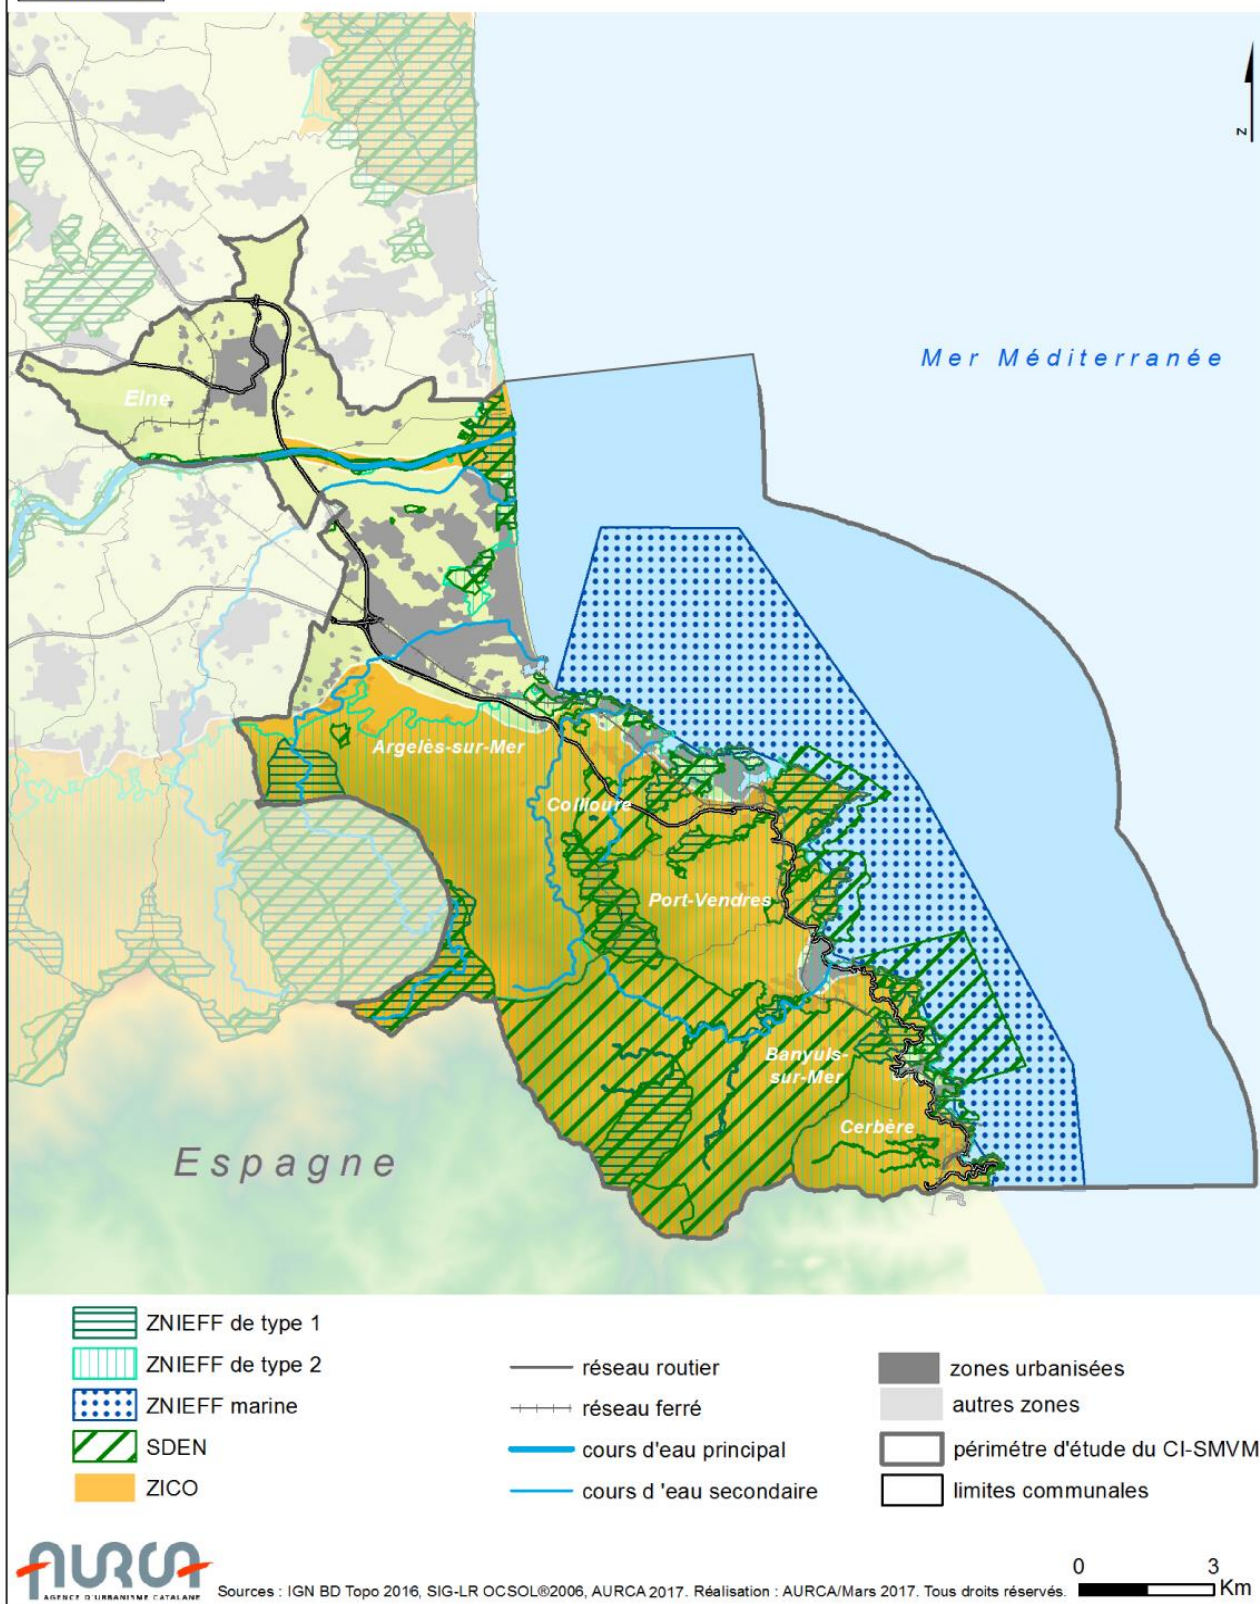 z
Mer Méditerranée
Elne
Argelès-sur-Mer
Collioure
Port-Vendres
Banyuls-
sur-Mer
Cerbère
Espagne
ZNIEFF de type 1
ZNIEFF de type 2
ZNIEFF marine
SDEN
ZICO
réseau routier
réseau ferré
cours d'eau principal
cours d 'eau secondaire
zones urbanisées
autres zones
périmétre d'étude du CI-SMVM
limites communales
AURCA
AGENCE D'URBANISME CATALANE
Sources : IGN BD Topo 2016, SIG-LR OCSOL®2006, AURCA 2017. Réalisation : AURCA/Mars 2017. Tous droits réservés.
0 3
Km